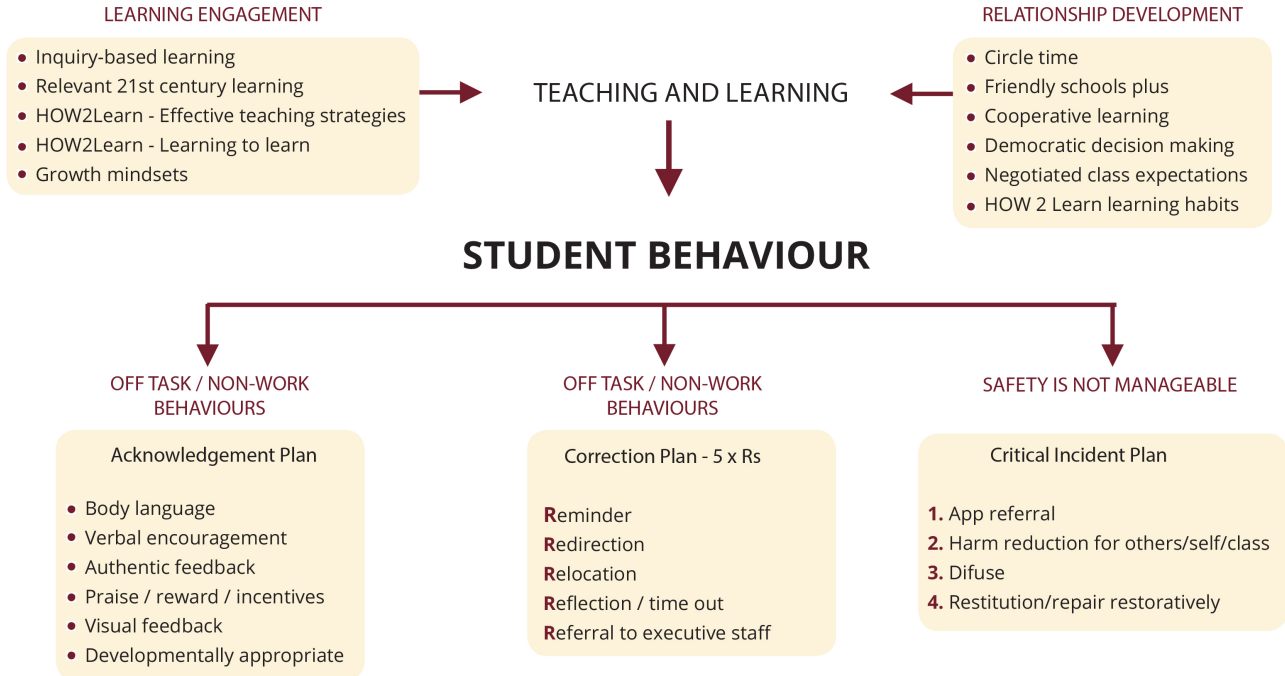 LEARNING ENGAGEMENT
Inquiry-based learning
Relevant 21st century learning
HOW2Learn - Effective teaching strategies
HOW2Learn - Learning to learn
Growth mindsets
TEACHING AND LEARNING
RELATIONSHIP DEVELOPMENT
Circle time
Friendly schools plus
Cooperative learning
Democratic decision making
Negotiated class expectations
HOW 2 Learn learning habits
STUDENT BEHAVIOUR
OFF TASK / NON-WORK
BEHAVIOURS
Acknowledgement Plan
Body language
Verbal encouragement
Authentic feedback
Praise / reward / incentives
Visual feedback
Developmentally appropriate
OFF TASK / NON-WORK
BEHAVIOURS
Correction Plan - 5 x Rs
Reminder
Redirection
Relocation
Reflection / time out
Referral to executive staff
SAFETY IS NOT MANAGEABLE
Critical Incident Plan
1. App referral
2. Harm reduction for others/self/class
3. Difuse
4. Restitution/repair restoratively